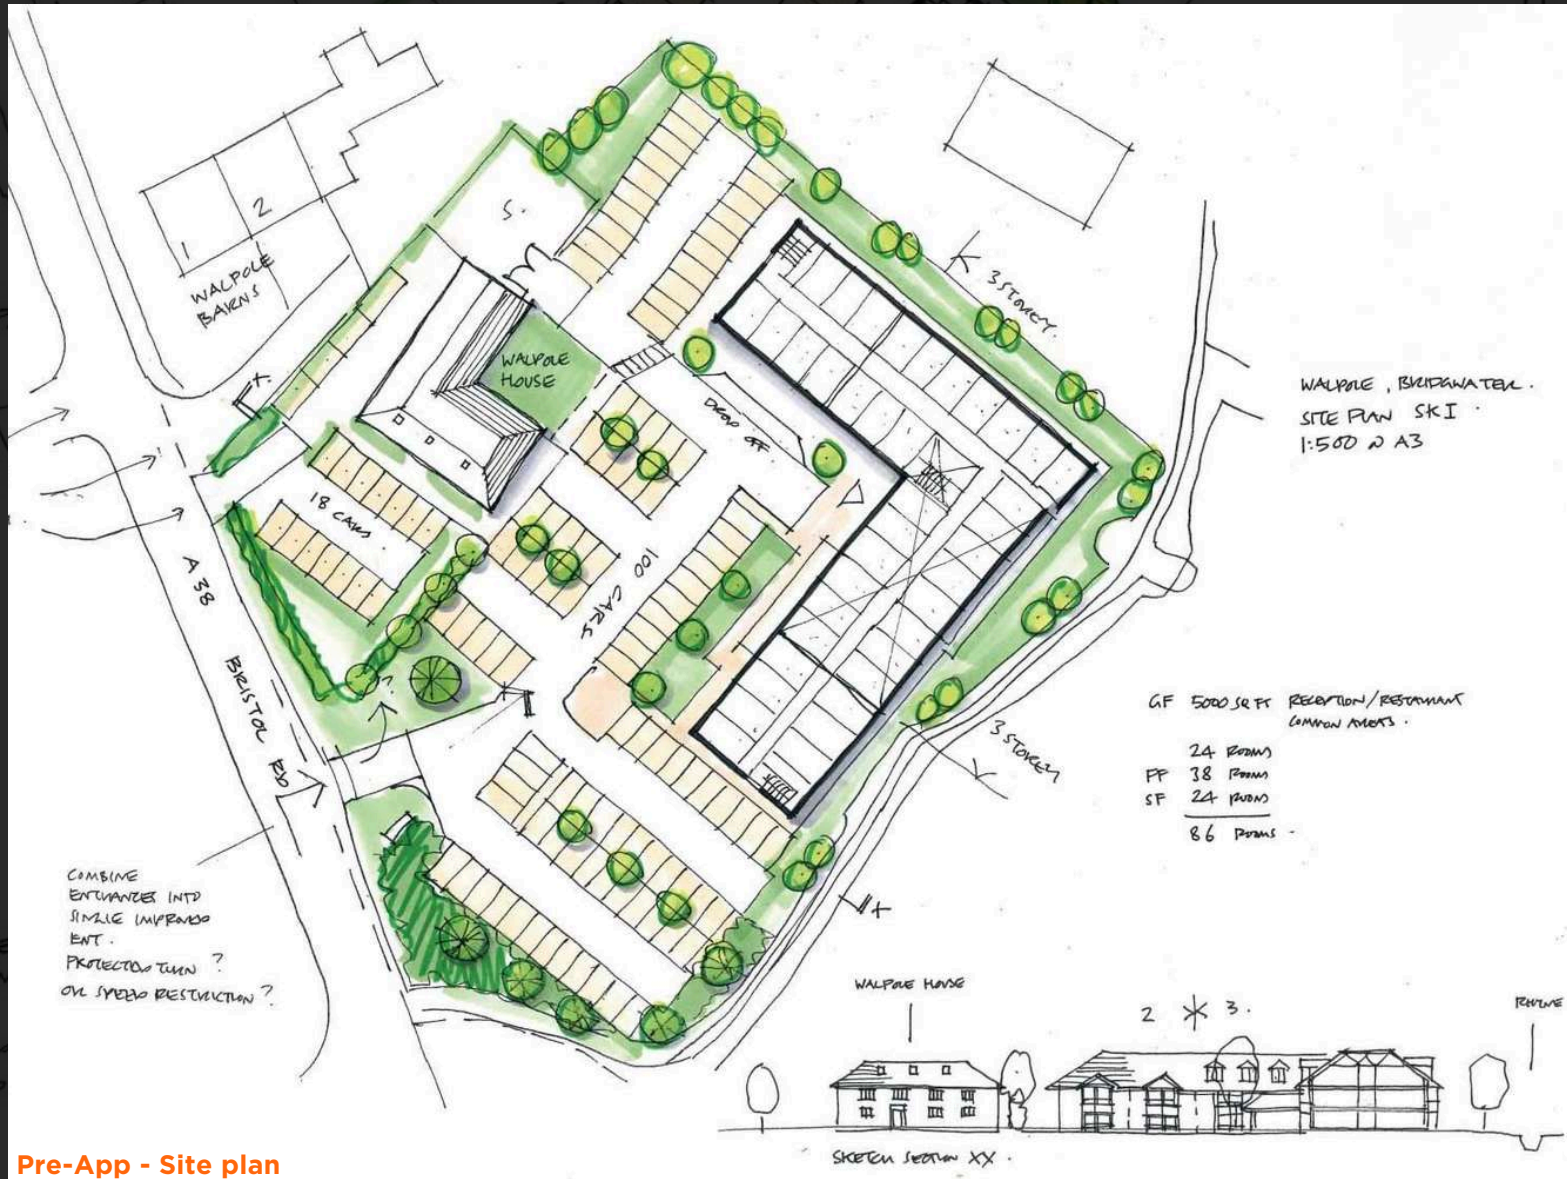 1
2
WALPOLE
BARNS
S.
WALPOLE
HOUSE
DROP OFF
3 STOREY.
X.
18 CARS
100 CARS
A 38 BRISTOL RD
?
3 STOREY
X
COMBINE
ENTRANCES INTO
SINGLE IMPROVED
ENT.
PROTECTED TURN ?
OR SPEED RESTRICTION ?
WALPOLE, BRIDGWATER.
SITE PLAN SK1
1:500 @ A3
GF 5000 SQ FT RECEPTION/RESTAURANT
COMMON AREAS.
24 ROOMS
FF 38 ROOMS
SF 24 ROOMS
86 ROOMS -
WALPOLE HOUSE
2 3.
RHYNE
SKETCH SECTION XX.
Pre-App - Site plan